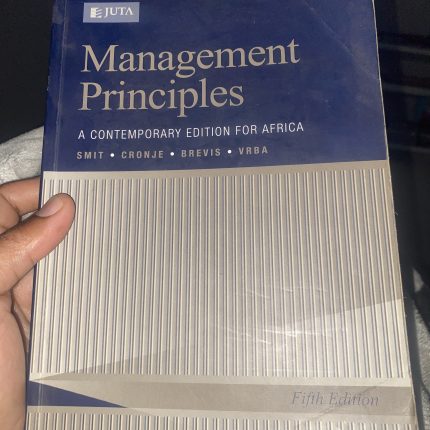 JUTA
Management
Principles
A CONTEMPORARY EDITION FOR AFRICA
SMIT • CRONJE • BREVIS • VRBA
Fifth Edition